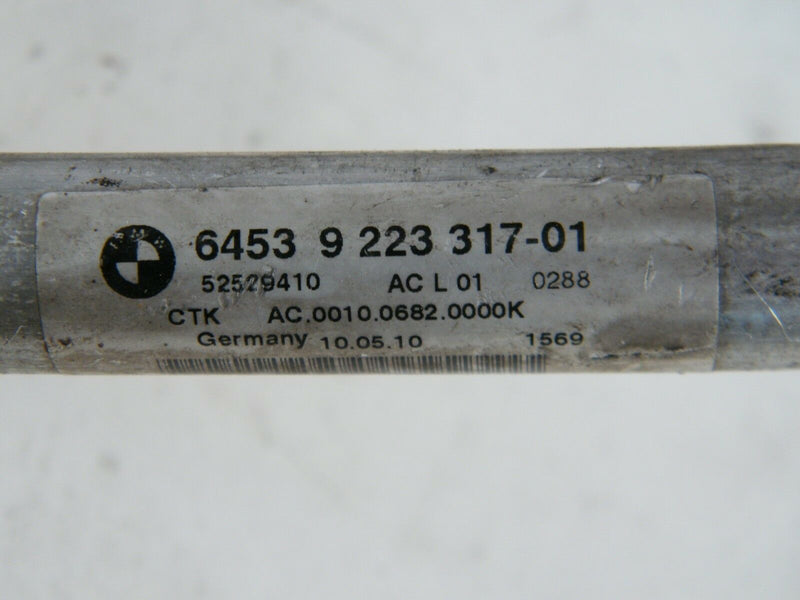 BMW
6453 9 223 317-01
52529410 AC L 01 0288
CTK AC.0010.0682.0000K
Germany 10.05.10 1569